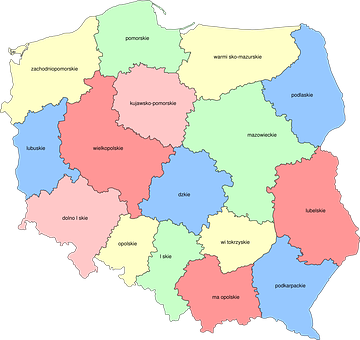 pomorskie
zachodniopomorskie
warmi sko-mazurskie
podlaskie
kujawsko-pomorskie
mazowieckie
lubuskie
wielkopolskie
dzkie
lubelskie
dolno l skie
opolskie
l skie
wi tokrzyskie
ma opolskie
podkarpackie